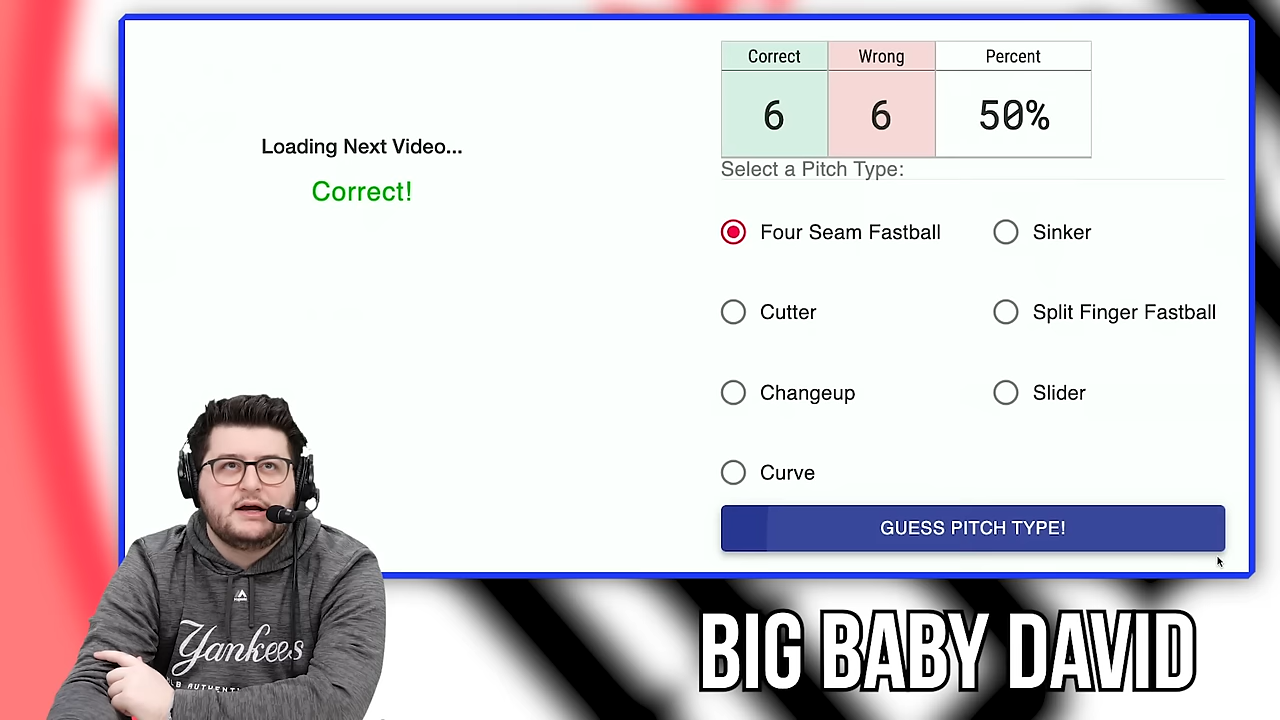 Correct Wrong Percent
6 6 50%
Loading Next Video...
Correct!
Select a Pitch Type:
Four Seam Fastball Sinker
Cutter Split Finger Fastball
Changeup Slider
Curve
GUESS PITCH TYPE!
Yankees
BIG BABY DAVID